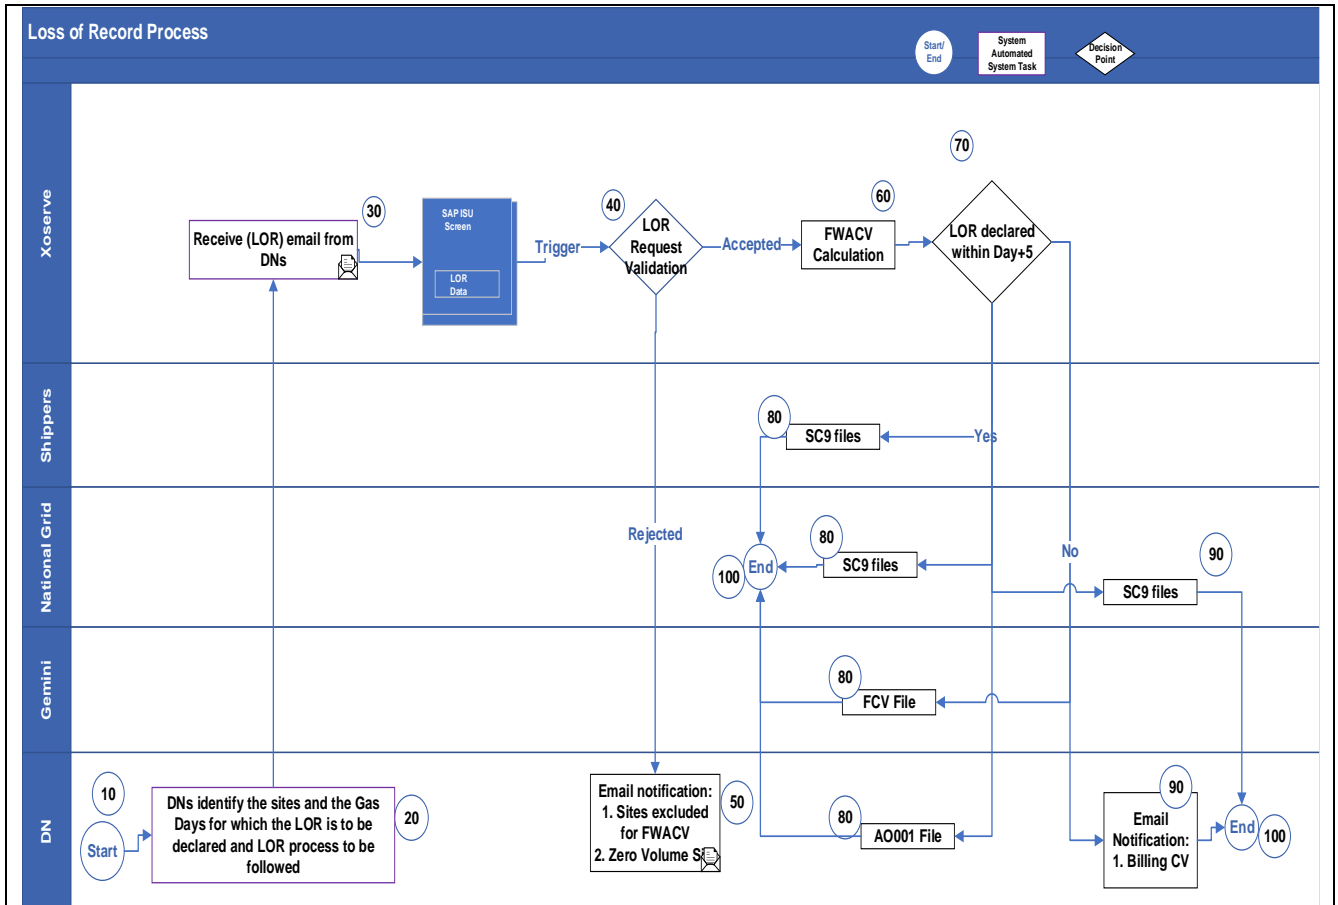 Loss of Record Process
Start/
End
System
Automated
System Task
Decision
Point
Xoserve
70
30
Receive (LOR) email from
DNs
SAP ISU
Screen
LOR
Data
Trigger
40
LOR
Request
Validation
Accepted
60
FWACV
Calculation
LOR declared
within Day+5
Shippers
80
SC9 files
Yes
National Grid
Rejected
100
End
80
SC9 files
No
90
SC9 files
Gemini
80
FCV File
DN
10
Start
DNs identify the sites and the Gas
Days for which the LOR is to be
declared and LOR process to be
followed
20
Email notification:
1. Sites excluded
for FWACV
2. Zero Volume
50
80
AO001 File
90
Email
Notification:
1. Billing CV
End
100